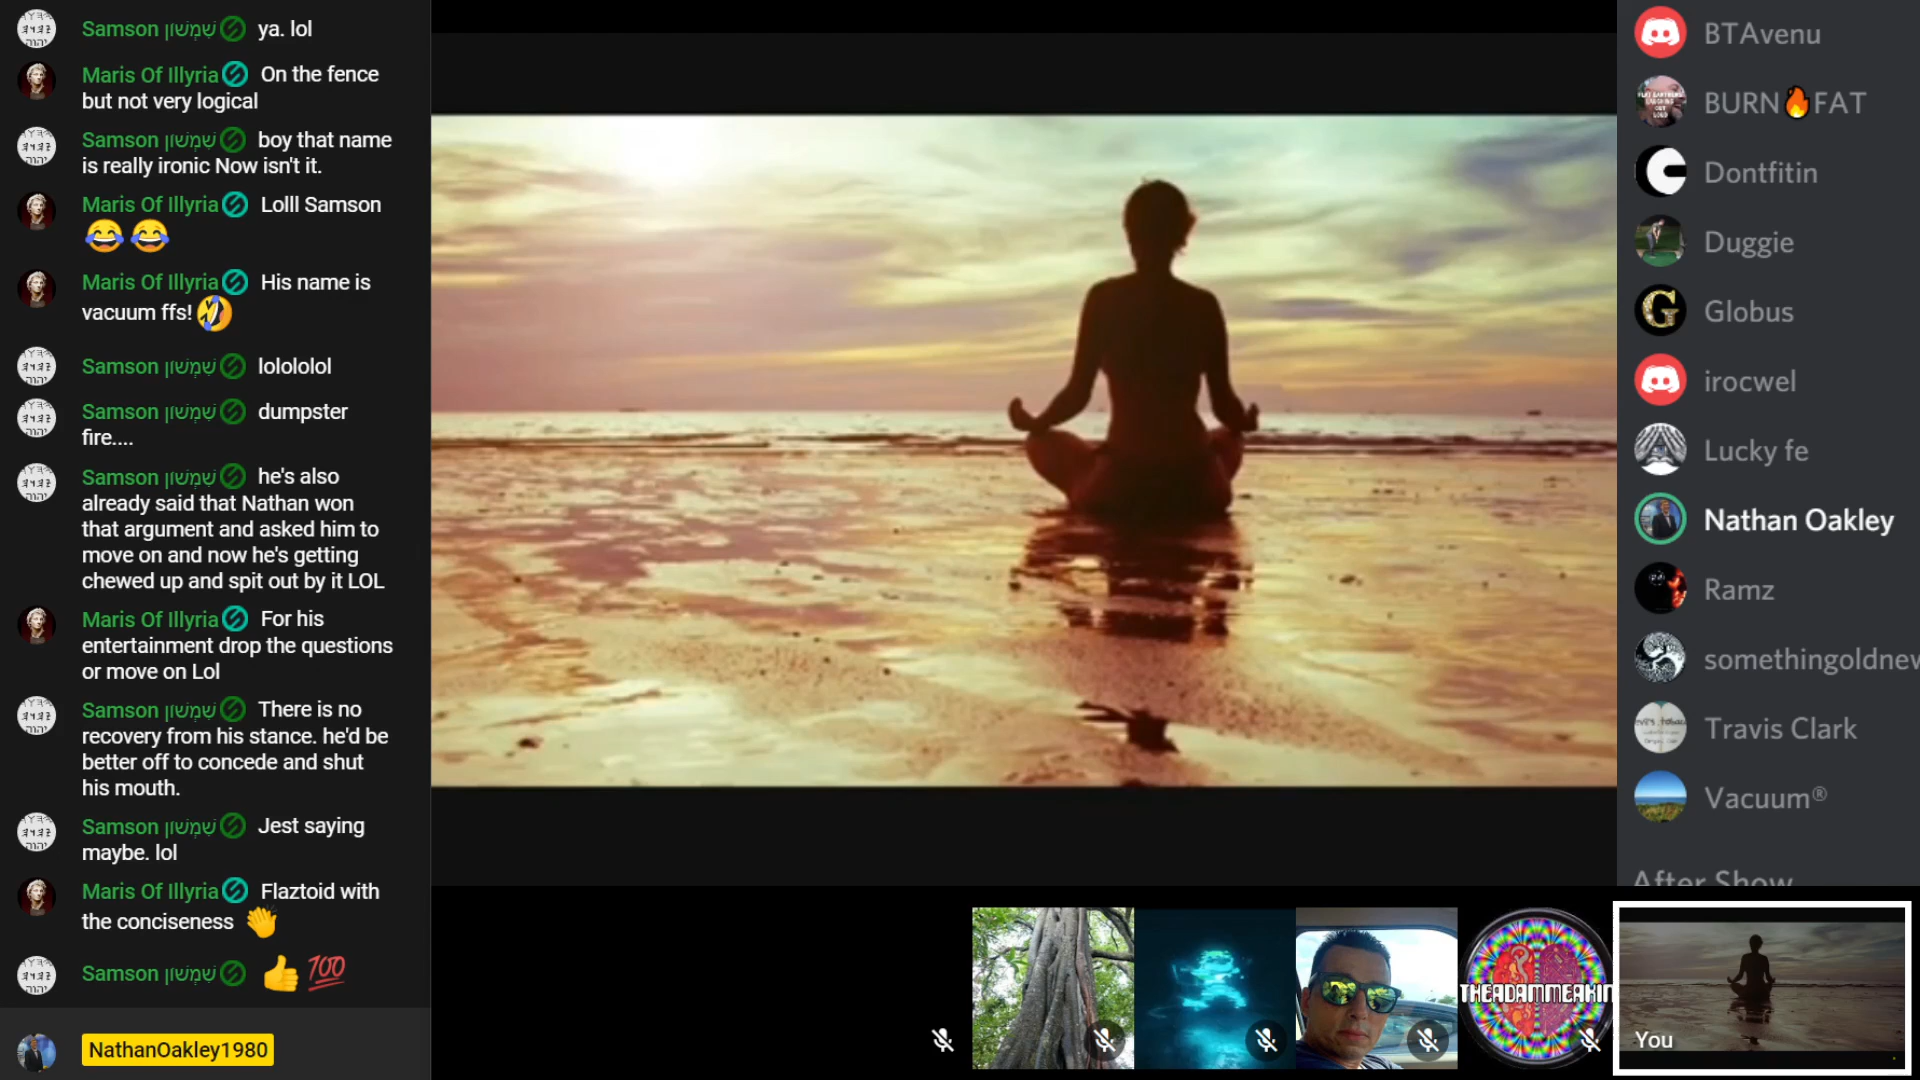 Samson שמשון ya. lol
Maris Of Illyria On the fence
but not very logical
Samson שמשון boy that name
is really ironic Now isn't it.
Maris Of Illyria Lolll Samson
😂😂
Maris Of Illyria His name is
vacuum ffs!🤣
Samson שמשון lolololol
Samson שמשון dumpster
fire....
Samson שמשון he's also
already said that Nathan won
that argument and asked him to
move on and now he's getting
chewed up and spit out by it LOL
Maris Of Illyria For his
entertainment drop the questions
or move on Lol
Samson שמשון There is no
recovery from his stance. he'd be
better off to concede and shut
his mouth.
Samson שמשון Jest saying
maybe. lol
Maris Of Illyria Flaztoid with
the conciseness 👏
Samson שמשון 👍💯
NathanOakley1980
BTAvenu
BURN🔥FAT
Dontfitin
Duggie
Globus
irocwel
Lucky fe
Nathan Oakley
Ramz
somethingoldnew
Travis Clark
Vacuum®
After Show
THEADAMMEAKIN
You